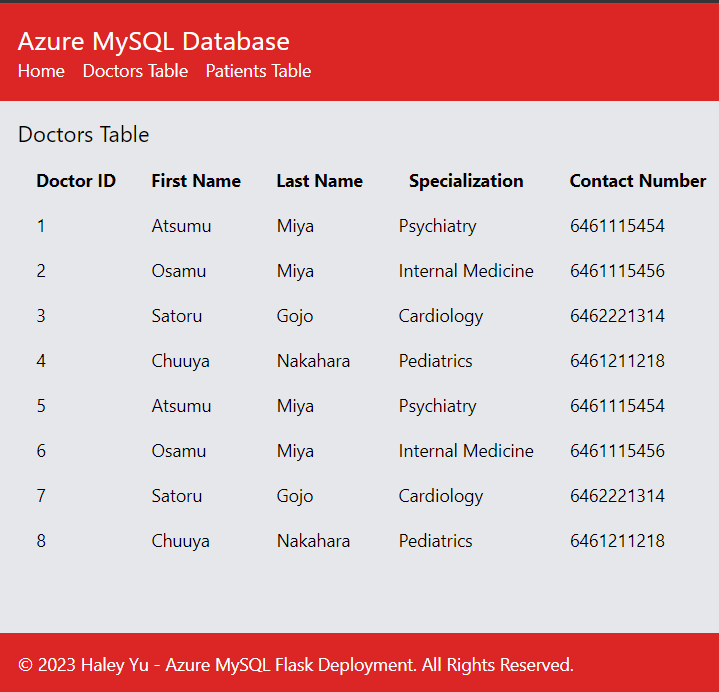 Azure MySQL Database
Home Doctors Table Patients Table
Doctors Table
Doctor ID First Name Last Name Specialization Contact Number
1 Atsumu Miya Psychiatry 6461115454
2 Osamu Miya Internal Medicine 6461115456
3 Satoru Gojo Cardiology 6462221314
4 Chuuya Nakahara Pediatrics 6461211218
5 Atsumu Miya Psychiatry 6461115454
6 Osamu Miya Internal Medicine 6461115456
7 Satoru Gojo Cardiology 6462221314
8 Chuuya Nakahara Pediatrics 6461211218
© 2023 Haley Yu - Azure MySQL Flask Deployment. All Rights Reserved.